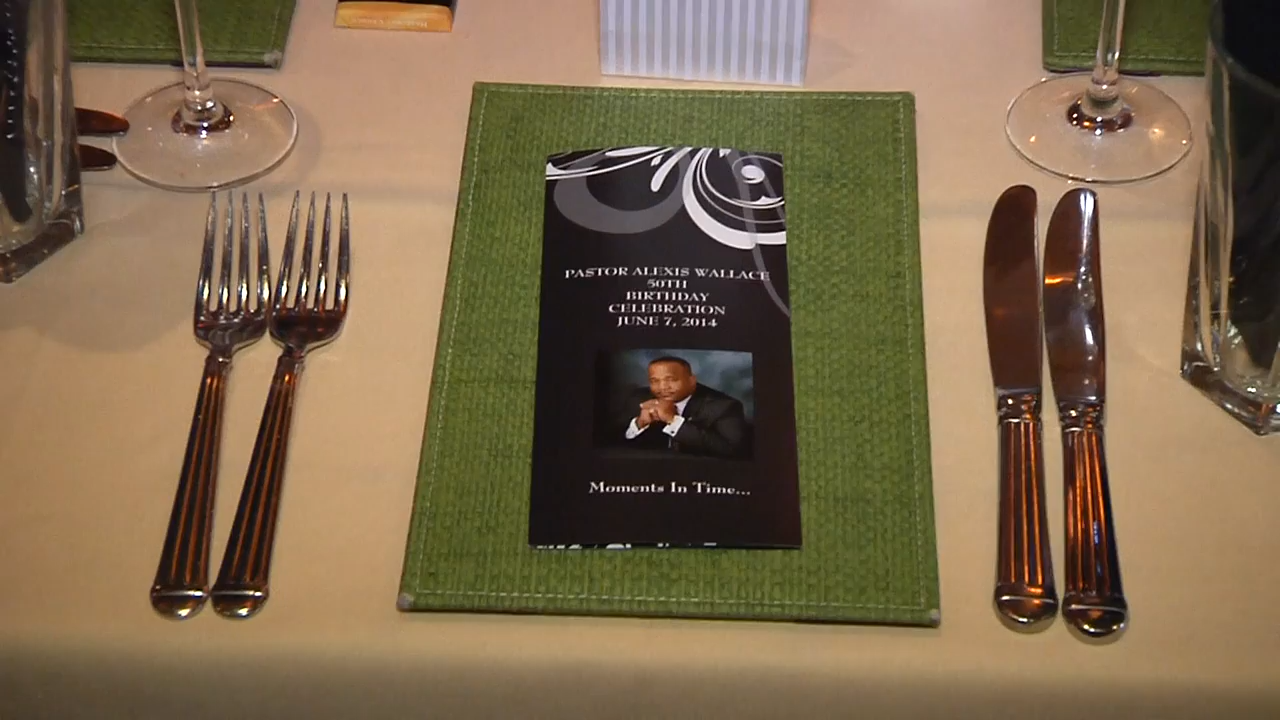 PASTOR ALEXIS WALLACE
50TH
BIRTHDAY
CELEBRATION
JUNE 7, 2014
Moments In Time...